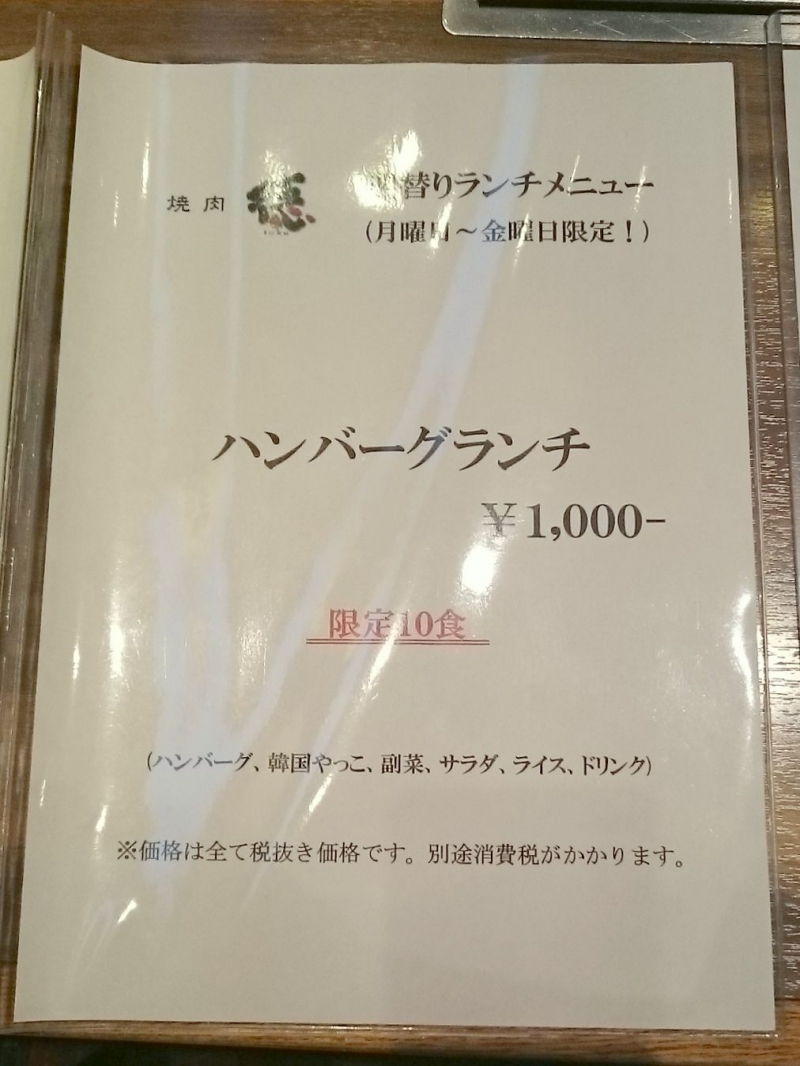 焼肉
替りランチメニュー
(月曜日～金曜日限定！)
ハンバーグランチ
￥1,000-
限定10食
(ハンバーグ、韓国やっこ、副菜、サラダ、ライス、ドリンク)
※価格は全て税抜き価格です。別途消費税がかかります。